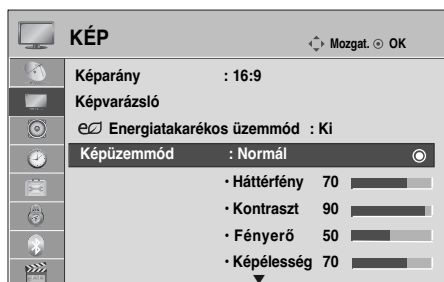 KÉP
Mozgat. OK
Képarány : 16:9
Képvarázsló
Energiatakarékos üzemmód : Ki
Képüzemmód : Normál
• Háttérfény 70
• Kontraszt 90
• Fényerő 50
• Képélesség 70